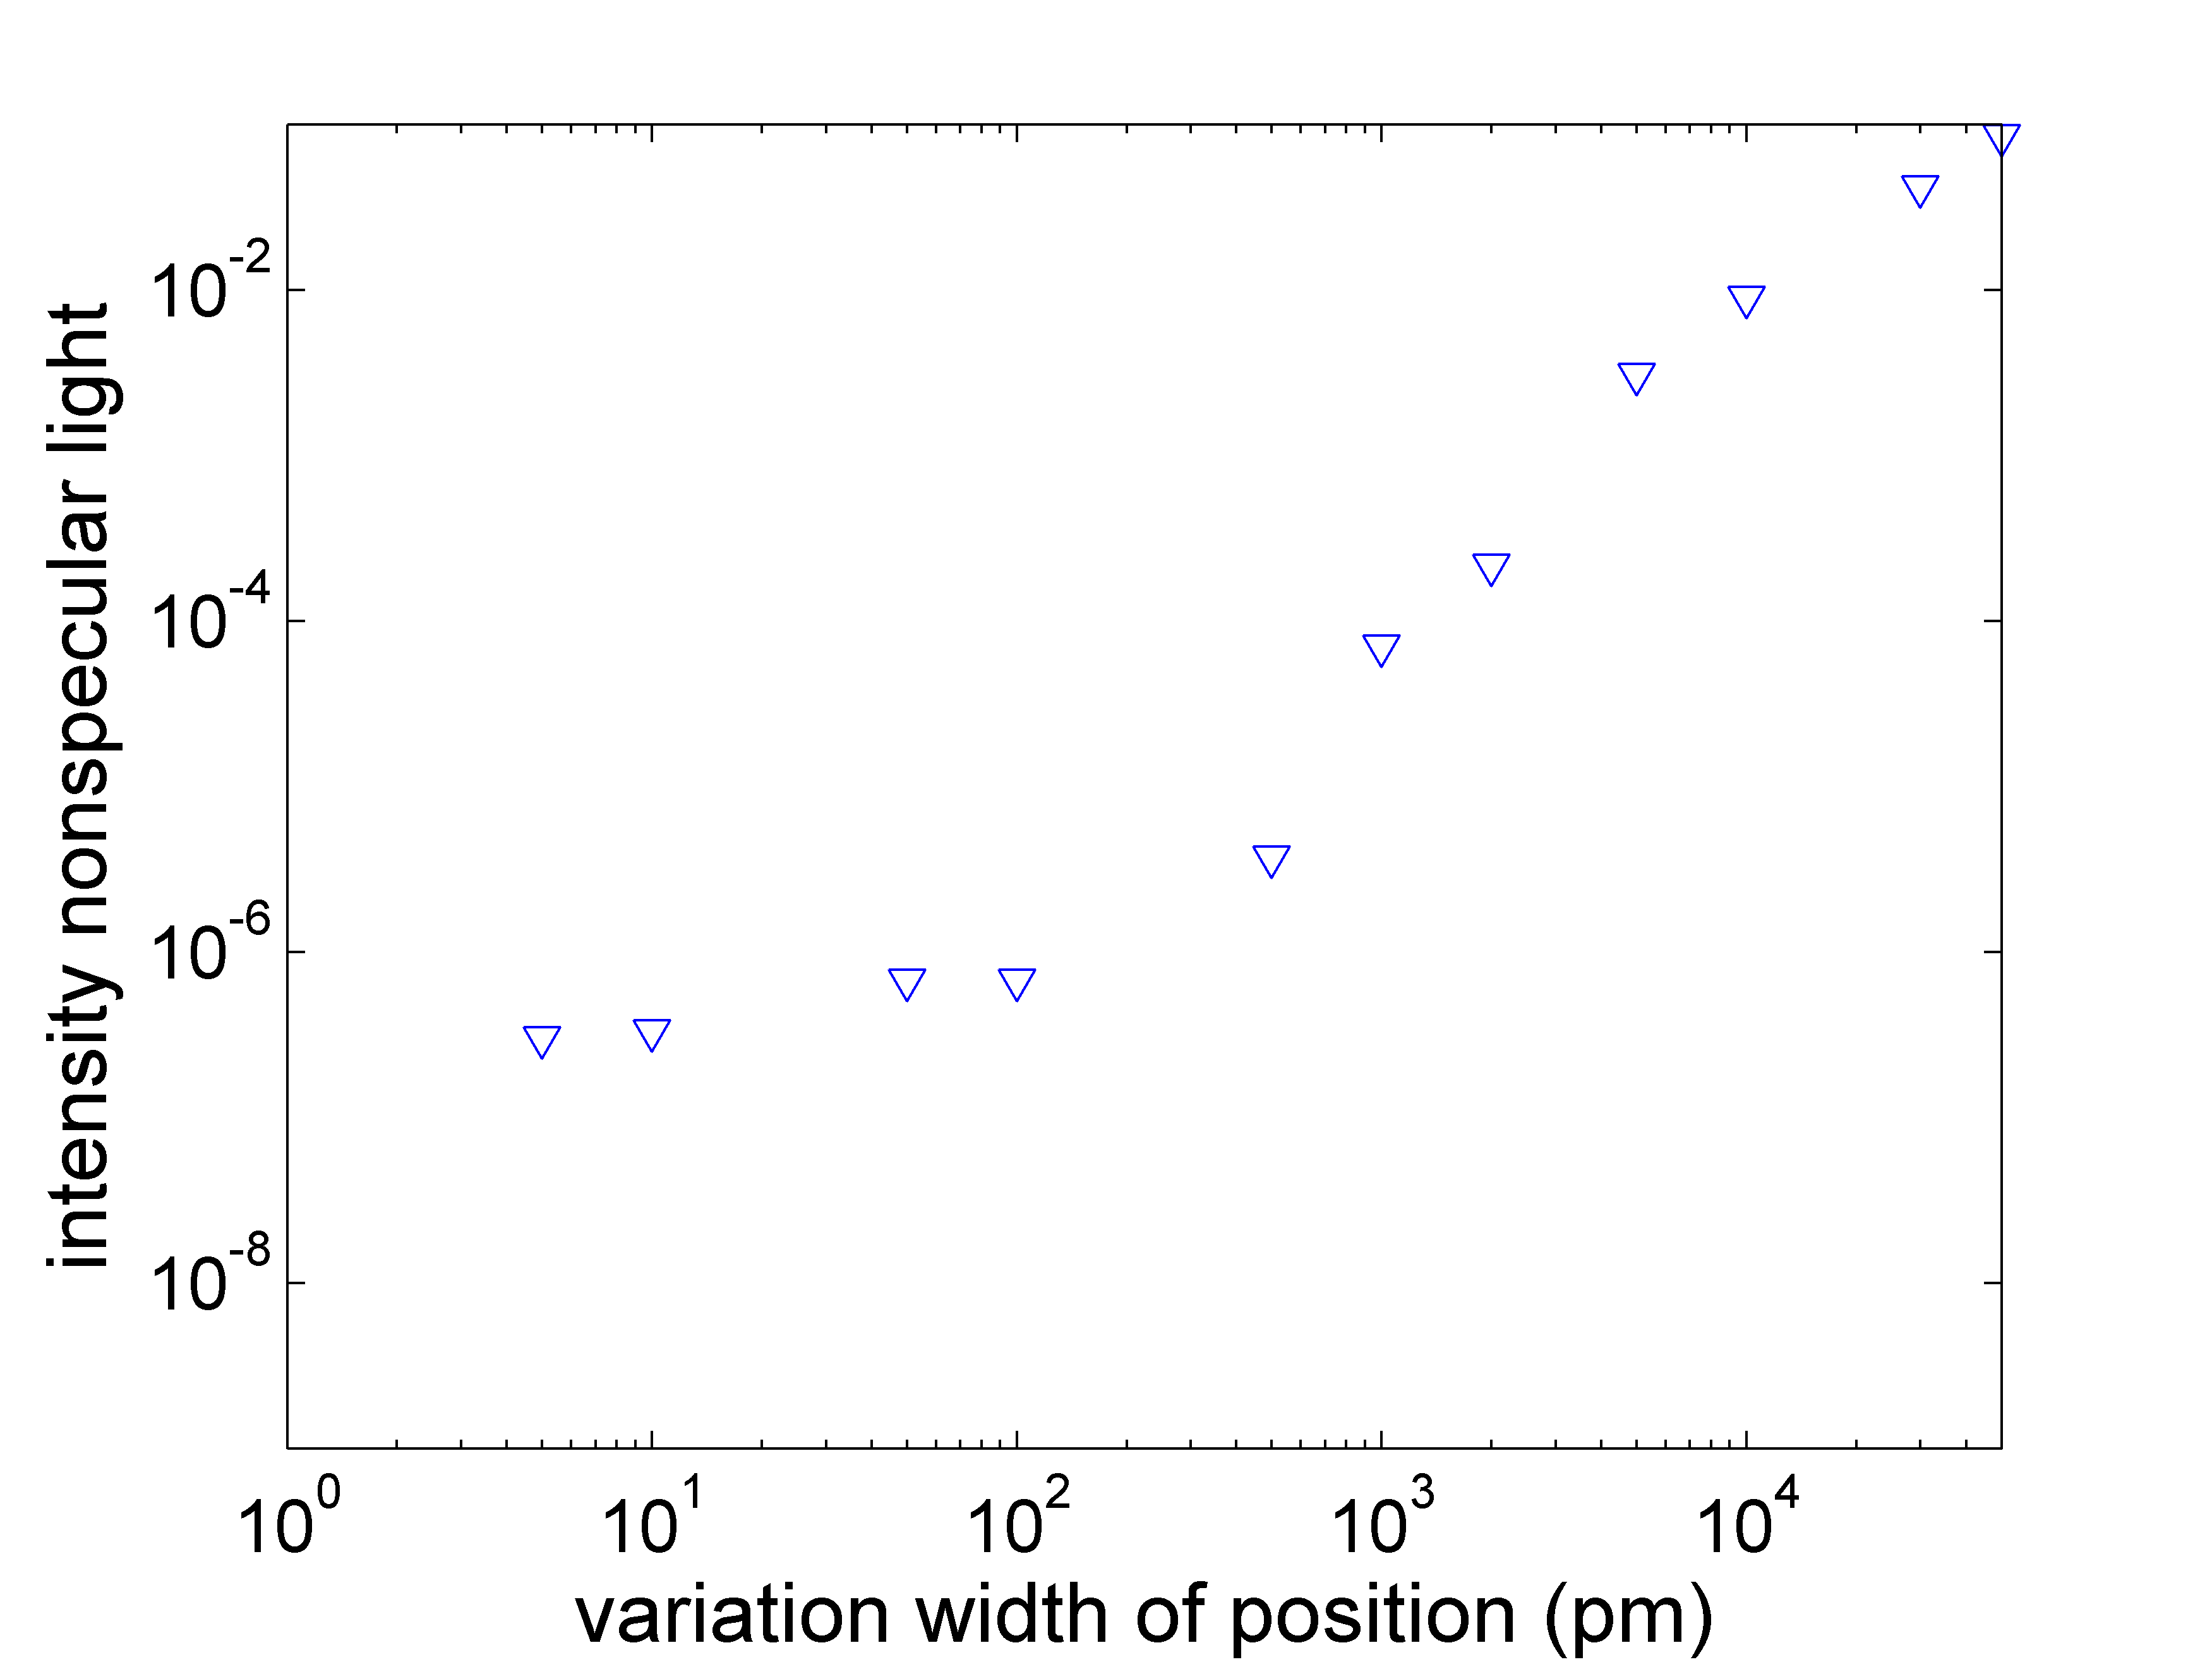 intensity nonspecular light
10^-2
10^-4
10^-6
10^-8
10^0 10^1 10^2 10^3 10^4
variation width of position (pm)